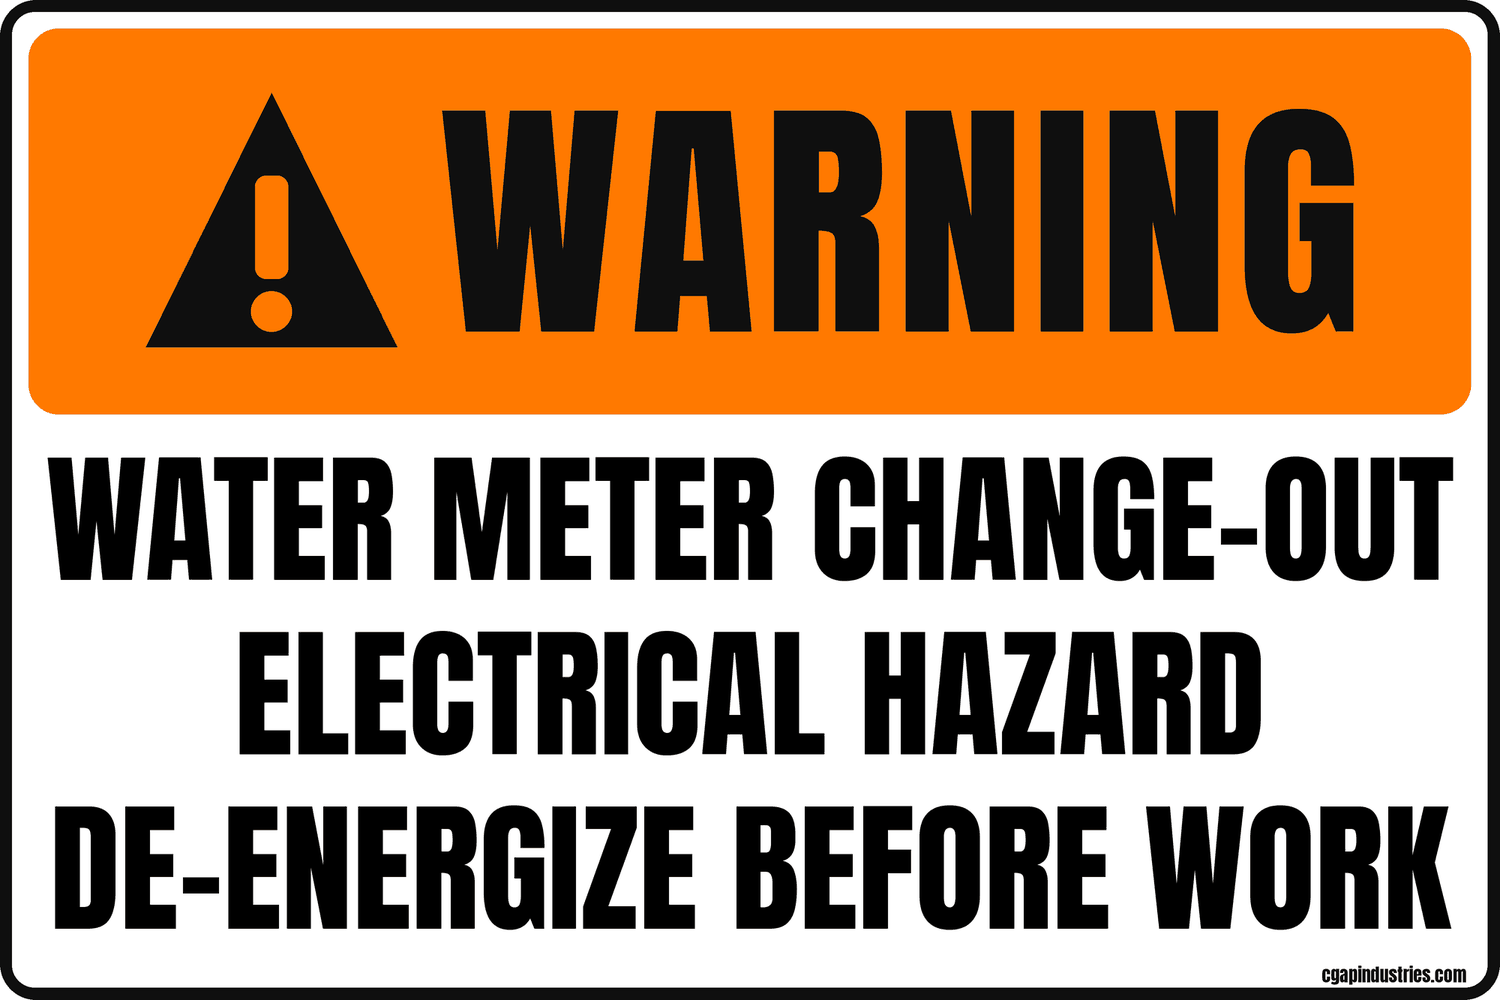 WARNING
WATER METER CHANGE-OUT
ELECTRICAL HAZARD
DE-ENERGIZE BEFORE WORK
cgapindustries.com